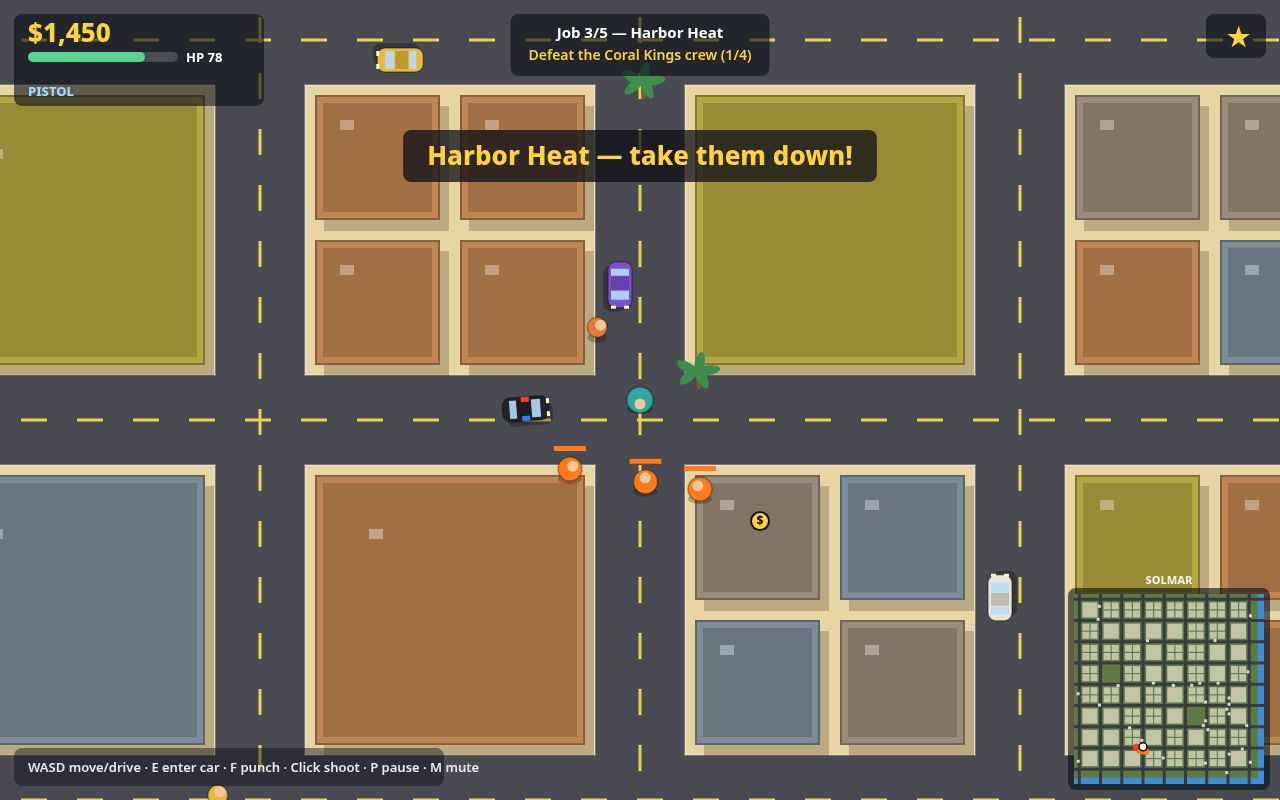 $1,450
HP 78
PISTOL
Job 3/5 — Harbor Heat
Defeat the Coral Kings crew (1/4)
Harbor Heat — take them down!
$
SOLMAR
WASD move/drive · E enter car · F punch · Click shoot · P pause · M mute